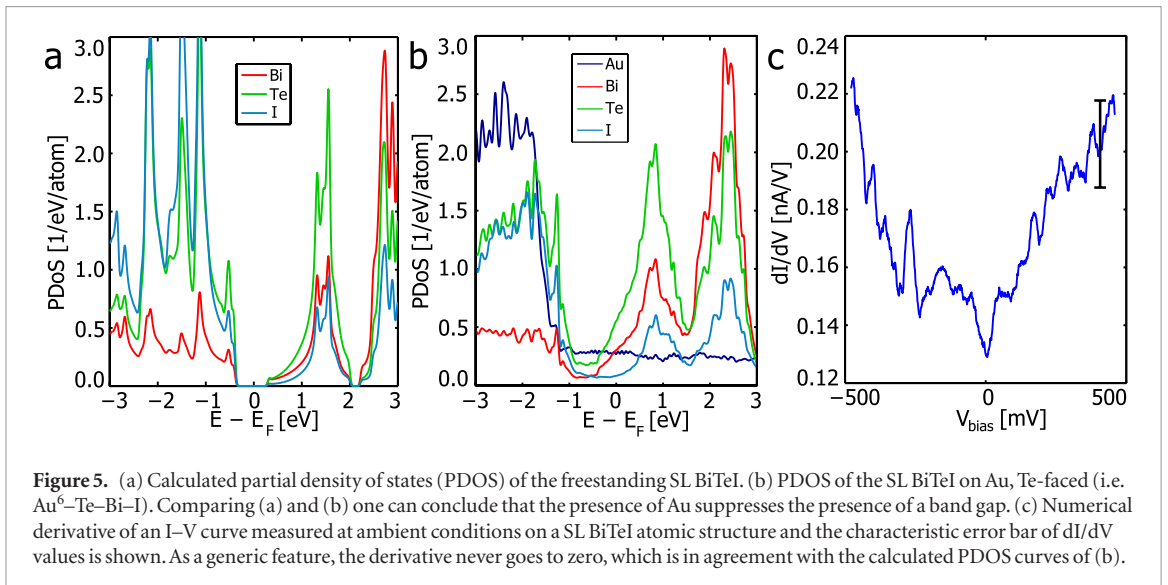 a
3.0
2.5
2.0
1.5
1.0
0.5
0.0
PDoS [1/eV/atom]
Bi
Te
I
−3 −2 −1 0 1 2 3
E − E_F [eV]
b
3.0
2.5
2.0
1.5
1.0
0.5
0.0
PDoS [1/eV/atom]
Au
Bi
Te
I
−3 −2 −1 0 1 2 3
E − E_F [eV]
c
0.24
0.22
0.20
0.18
0.16
0.14
0.12
dI/dV [nA/V]
−500 0 500
V_bias [mV]
Figure 5. (a) Calculated partial density of states (PDOS) of the freestanding SL BiTeI. (b) PDOS of the SL BiTeI on Au, Te-faced (i.e.
Au⁶–Te–Bi–I). Comparing (a) and (b) one can conclude that the presence of Au suppresses the presence of a band gap. (c) Numerical
derivative of an I–V curve measured at ambient conditions on a SL BiTeI atomic structure and the characteristic error bar of dI/dV
values is shown. As a generic feature, the derivative never goes to zero, which is in agreement with the calculated PDOS curves of (b).